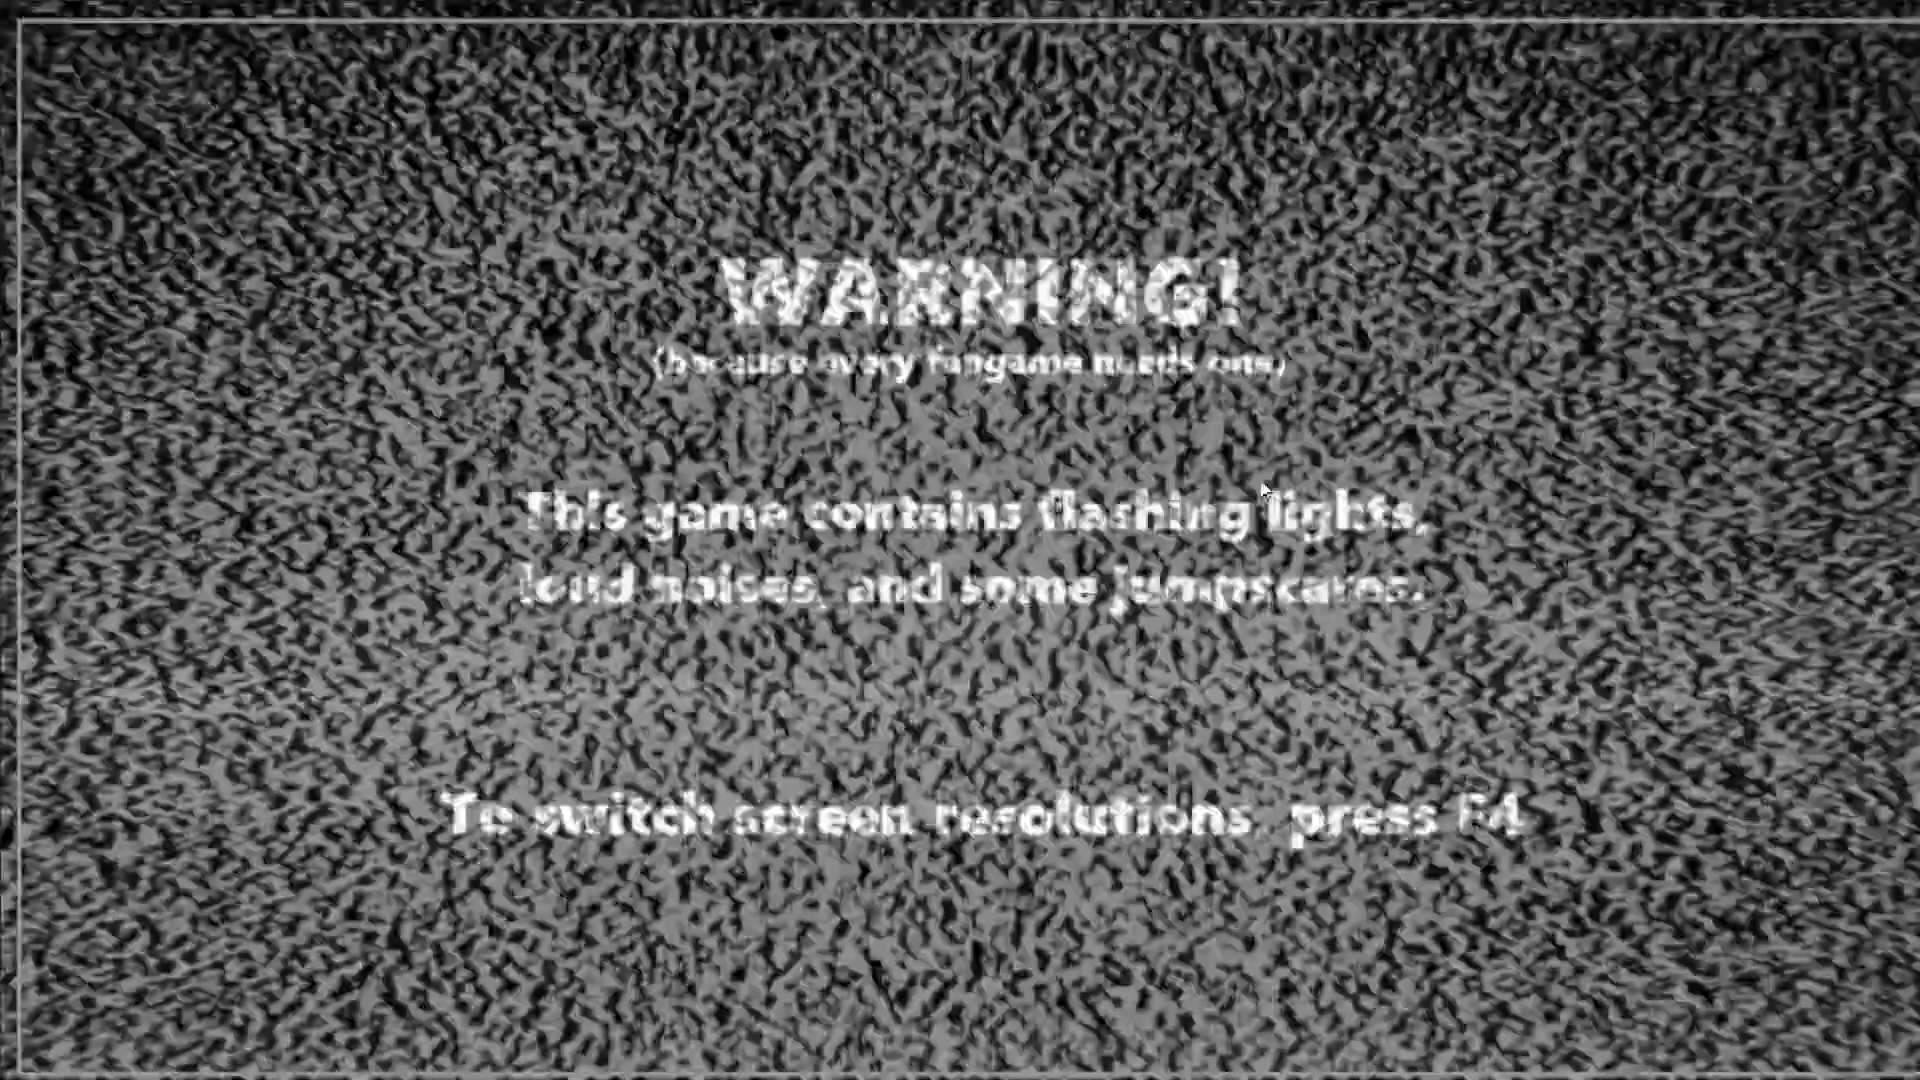 WARNING!
(because every fangame needs one)
This game contains flashing lights,
loud noises, and some jumpscares.
To switch screen resolutions, press F4